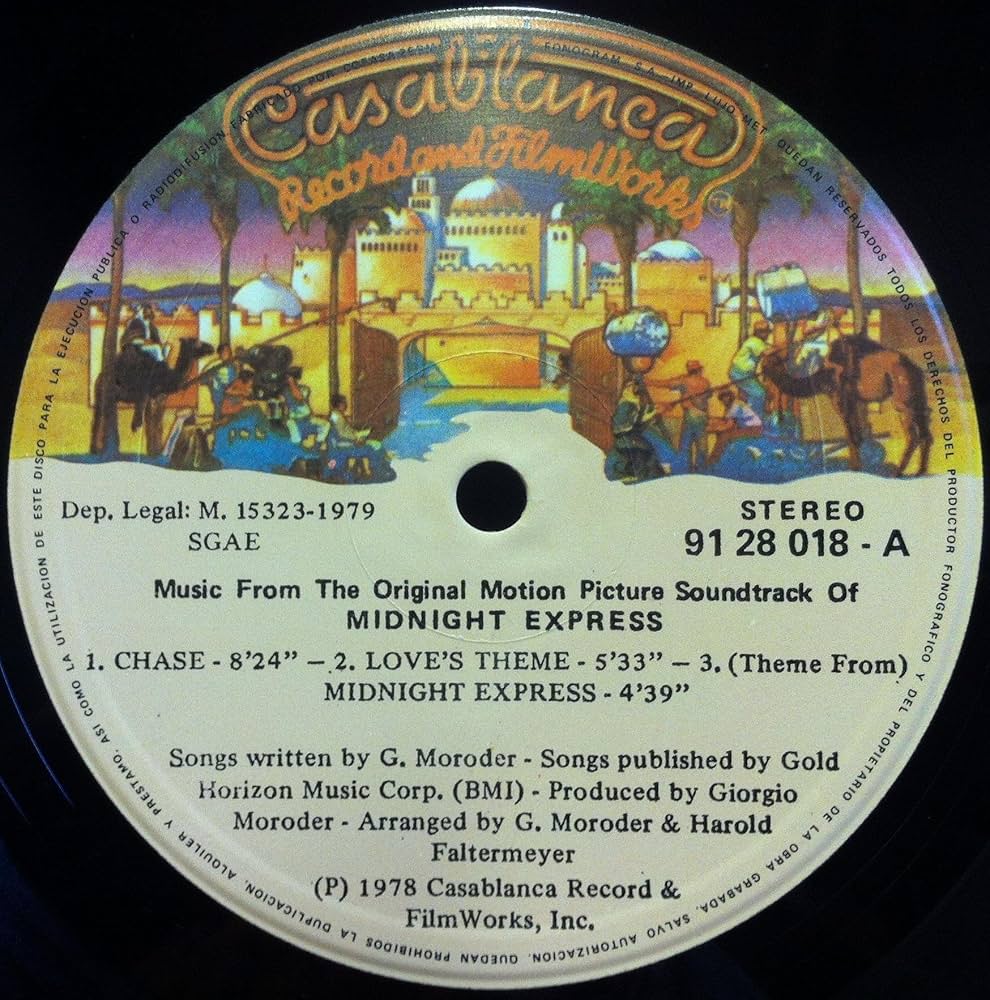 Casablanca
Record and FilmWorks
Dep. Legal: M. 15323-1979
SGAE
STEREO
91 28 018 - A
Music From The Original Motion Picture Soundtrack Of
MIDNIGHT EXPRESS
1. CHASE - 8'24” – 2. LOVE'S THEME - 5'33” – 3. (Theme From)
MIDNIGHT EXPRESS - 4'39”
Songs written by G. Moroder - Songs published by Gold
Horizon Music Corp. (BMI) - Produced by Giorgio
Moroder - Arranged by G. Moroder & Harold
Faltermeyer
(P) 1978 Casablanca Record &
FilmWorks, Inc.
FABRICADO POR FONOGRAM S.A. IMP. LUJO. MET. QUEDAN RESERVADOS TODOS LOS DERECHOS DEL PRODUCTOR FONOGRAFICO Y DEL PROPIETARIO DE LA OBRA GRABADA, SALVO AUTORIZACION, QUEDAN PROHIBIDOS LA DUPLICACION, ALQUILER Y PRESTAMO, ASI COMO LA UTILIZACION DE ESTE DISCO PARA LA EJECUCION PUBLICA O RADIODIFUSION